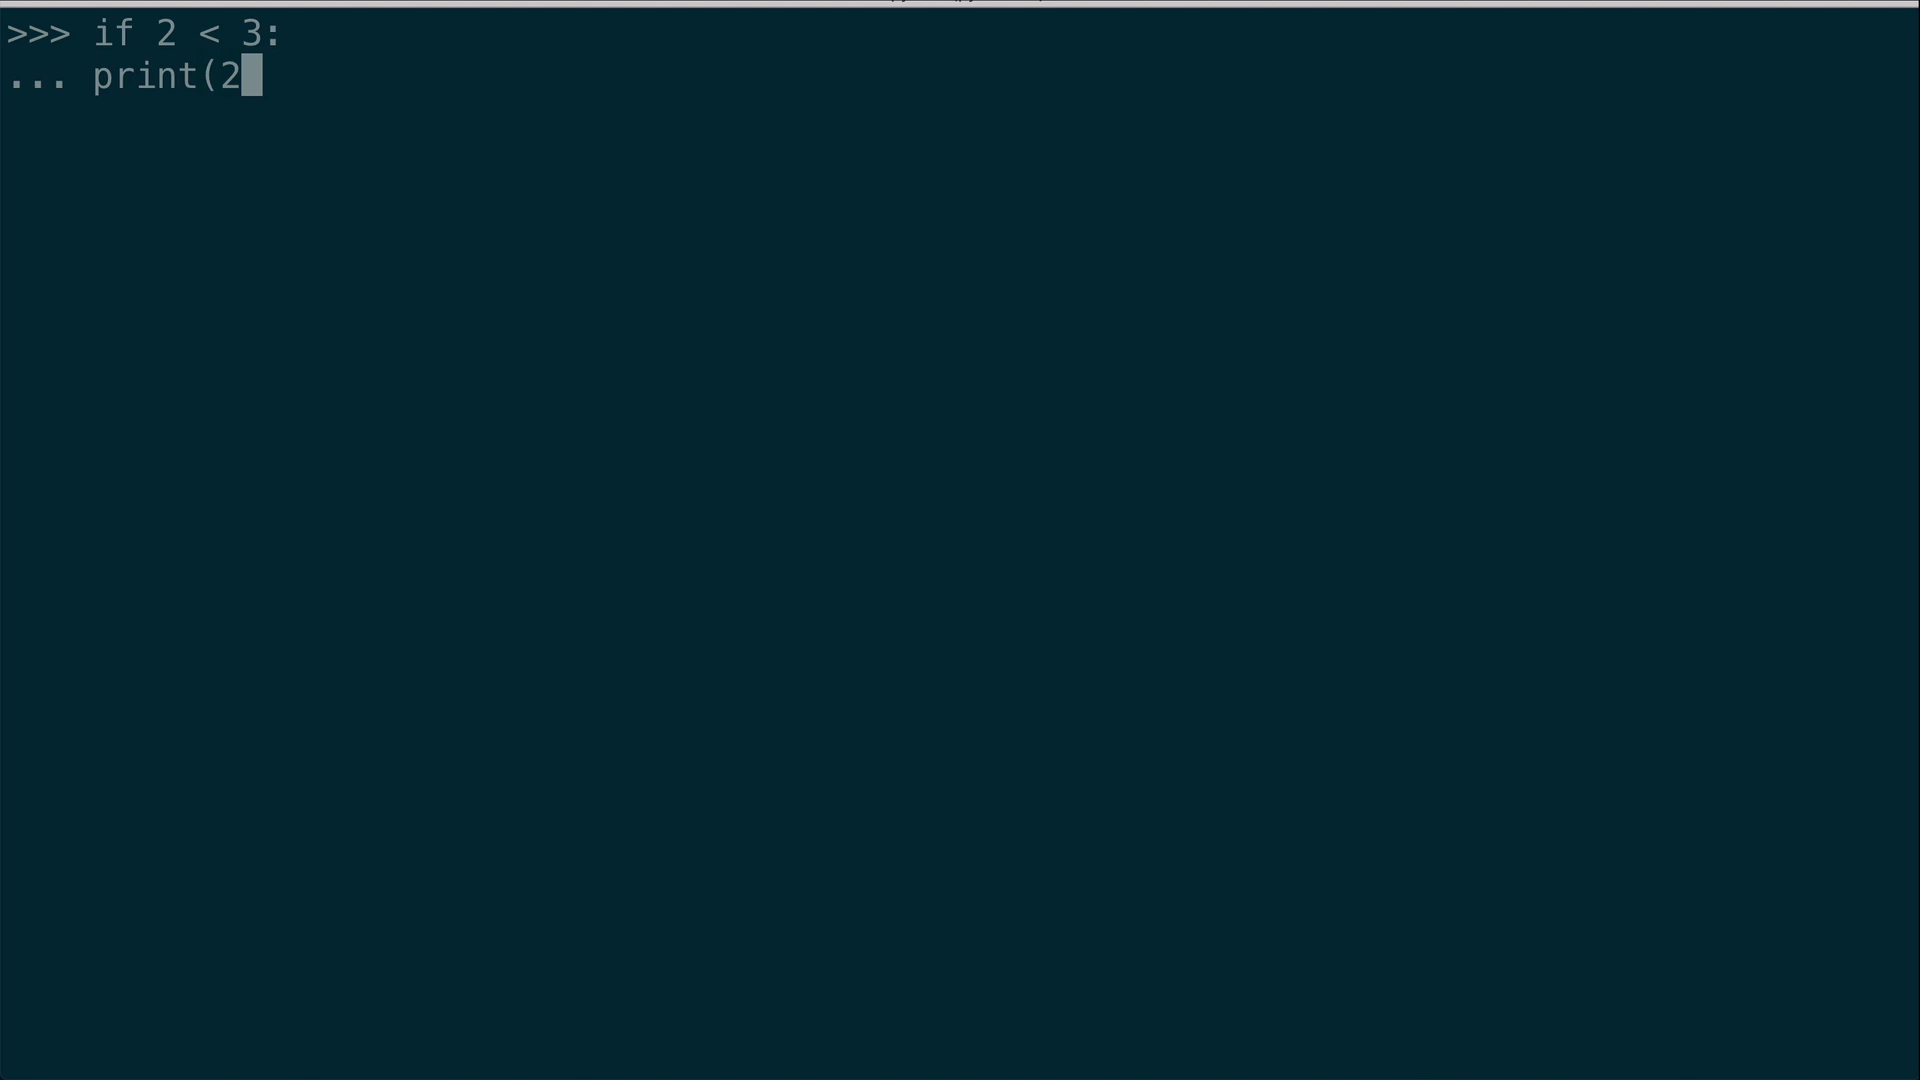 >>> if 2 < 3:
... print(2